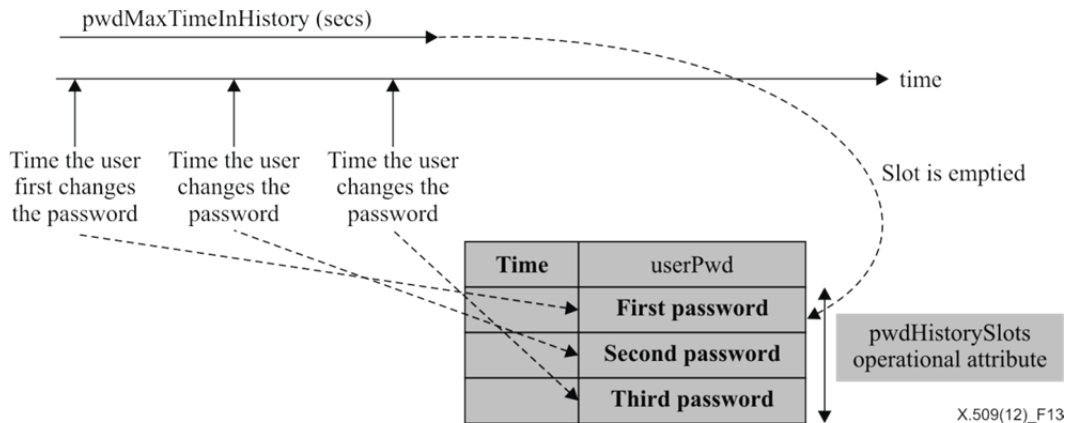 pwdMaxTimeInHistory (secs)
time
Time the user
first changes
the password
Time the user
changes the
password
Time the user
changes the
password
Slot is emptied
Time userPwd
First password
Second password
Third password
pwdHistorySlots
operational attribute
X.509(12)_F13